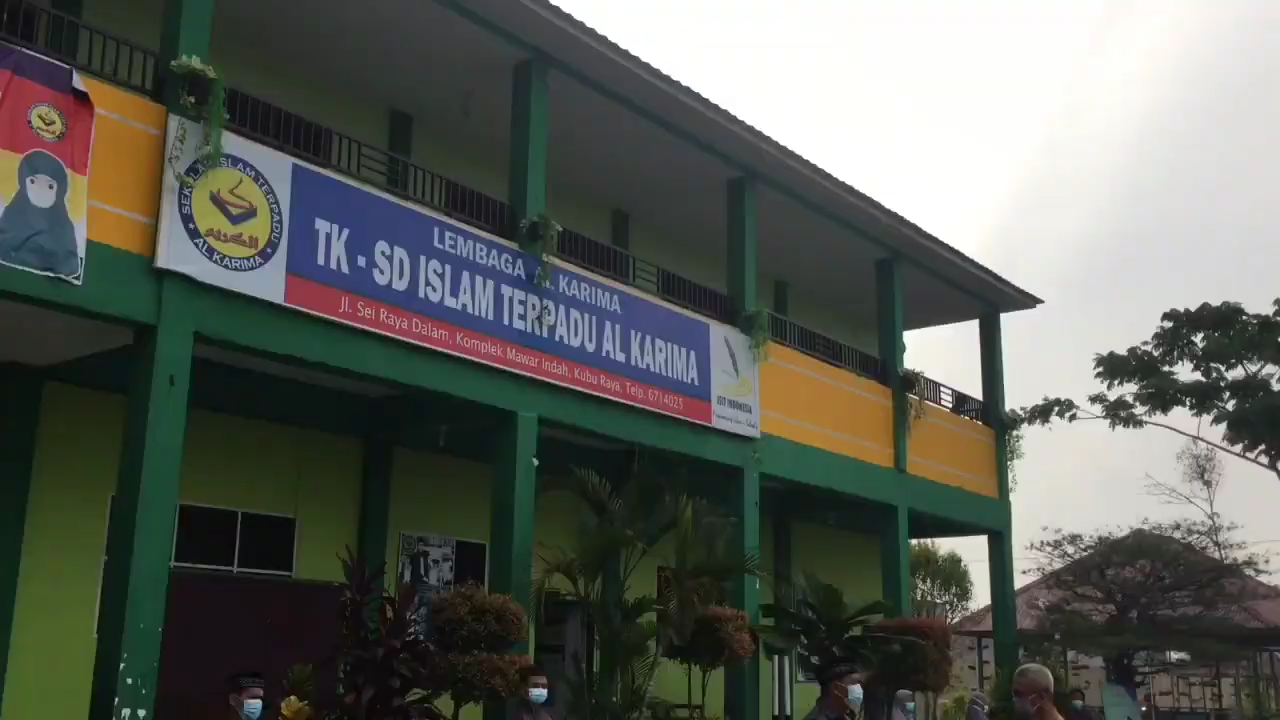 SEKOLAH ISLAM TERPADU
الكريم
AL KARIMA
LEMBAGA AL KARIMA
TK - SD ISLAM TERPADU AL KARIMA
Jl. Sei Raya Dalam, Komplek Mawar Indah, Kubu Raya, Telp. 6714025
JSIT INDONESIA